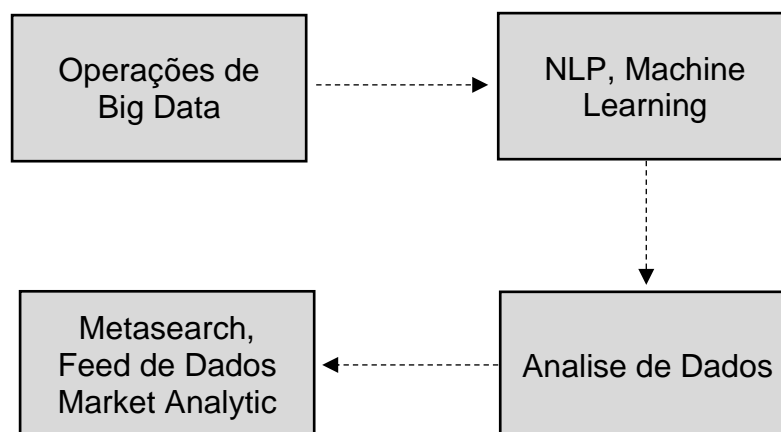 Operações de
Big Data
NLP, Machine
Learning
Metasearch,
Feed de Dados
Market Analytic
Analise de Dados